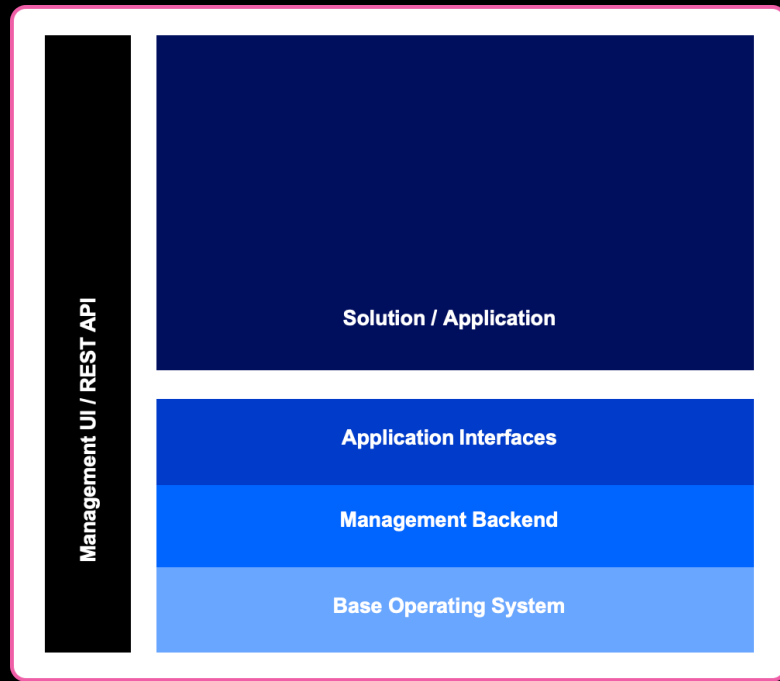 Management UI / REST API
Solution / Application
Application Interfaces
Management Backend
Base Operating System